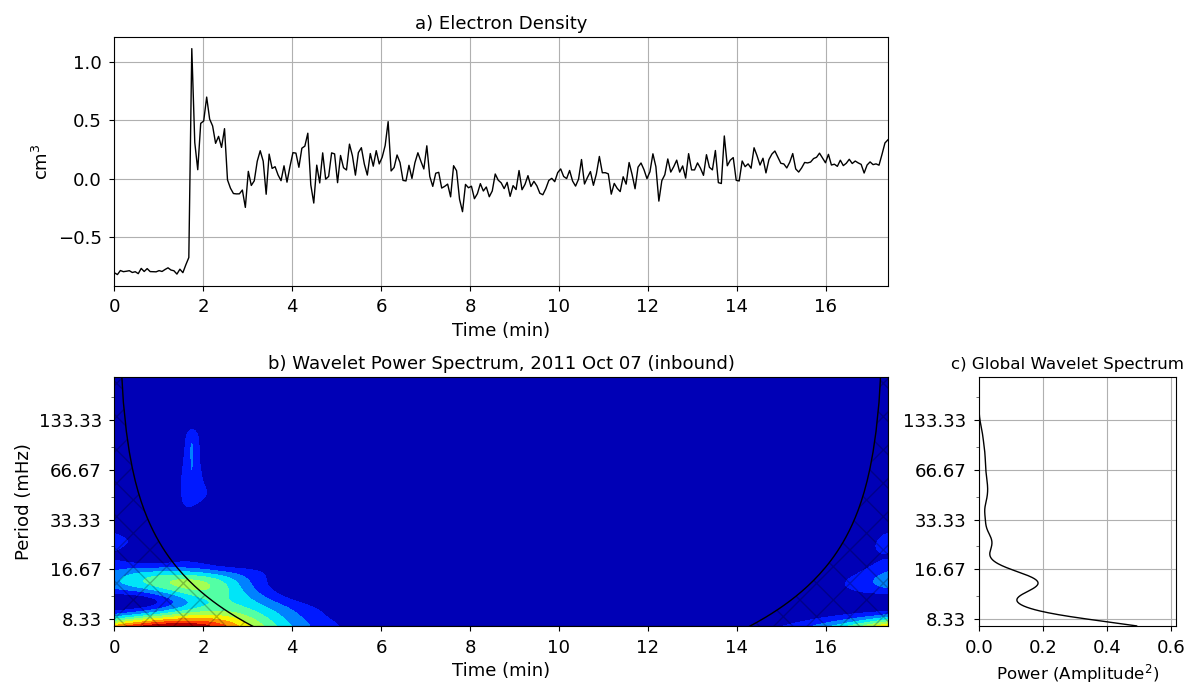 a) Electron Density
1.0
0.5
0.0
−0.5
cm³
0 2 4 6 8 10 12 14 16
Time (min)
b) Wavelet Power Spectrum, 2011 Oct 07 (inbound)
133.33
66.67
33.33
16.67
8.33
Period (mHz)
0 2 4 6 8 10 12 14 16
Time (min)
c) Global Wavelet Spectrum
133.33
66.67
33.33
16.67
8.33
0.0 0.2 0.4 0.6
Power (Amplitude²)